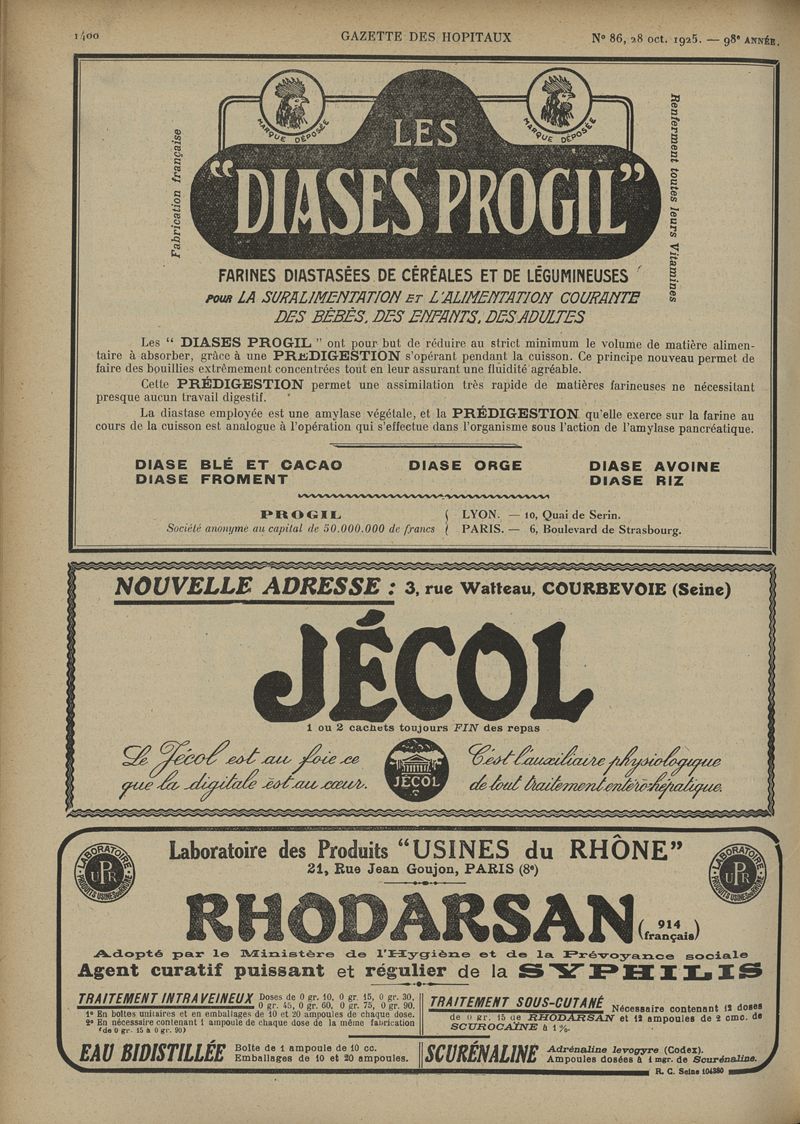 1400
GAZETTE DES HOPITAUX
N° 86, 28 oct. 1925. — 98e ANNÉE.
Fabrication française
Renferment toutes leurs Vitamines
MARQUE DÉPOSÉE
MARQUE DÉPOSÉE
LES
"DIASES PROGIL"
FARINES DIASTASÉES DE CÉRÉALES ET DE LÉGUMINEUSES
POUR LA SURALIMENTATION ET L'ALIMENTATION COURANTE
DES BÉBÈS, DES ENFANTS, DES ADULTES
Les " DIASES PROGIL " ont pour but de réduire au strict minimum le volume de matière alimen-
taire à absorber, grâce à une PRÉDIGESTION s'opérant pendant la cuisson. Ce principe nouveau permet de
faire des bouillies extrêmement concentrées tout en leur assurant une fluidité agréable.
Cette PRÉDIGESTION permet une assimilation très rapide de matières farineuses ne nécessitant
presque aucun travail digestif.
La diastase employée est une amylase végétale, et la PRÉDIGESTION qu'elle exerce sur la farine au
cours de la cuisson est analogue à l'opération qui s'effectue dans l'organisme sous l'action de l'amylase pancréatique.
DIASE BLÉ ET CACAO DIASE ORGE DIASE AVOINE
DIASE FROMENT DIASE RIZ
PROGIL { LYON. — 10, Quai de Serin.
Société anonyme au capital de 50.000.000 de francs { PARIS. — 6, Boulevard de Strasbourg.
NOUVELLE ADRESSE : 3, rue Watteau, COURBEVOIE (Seine)
JÉCOL
1 ou 2 cachets toujours FIN des repas
Le Jécol est au foie ce
que la digitale est au cœur.
JÉCOL
C'est l'auxiliaire physiologique
de tout traitement entéro-hépatique.
LABORATOIRE PRODUITS USINES DU RHÔNE
UPR
Laboratoire des Produits "USINES du RHÔNE"
21, Rue Jean Goujon, PARIS (8e)
LABORATOIRE PRODUITS USINES DU RHÔNE
UPR
RHODARSAN (914 français)
Adopté par le Ministère de l'Hygiène et de la Prévoyance sociale
Agent curatif puissant et régulier de la SYPHILIS
TRAITEMENT INTRAVEINEUX Doses de 0 gr. 10, 0 gr. 15, 0 gr. 30,
0 gr. 45, 0 gr. 60, 0 gr. 75, 0 gr. 90.
1° En boîtes unitaires et en emballages de 10 et 20 ampoules de chaque dose.
2° En nécessaire contenant 1 ampoule de chaque dose de la même fabrication
(de 0 gr. 15 à 0 gr. 90)
TRAITEMENT SOUS-CUTANÉ Nécessaire contenant 12 doses
de 0 gr. 15 de RHODARSAN et 12 ampoules de 2 cmc. de
SCUROCAÏNE à 1 %.
EAU BIDISTILLÉE Boîte de 1 ampoule de 10 cc.
Emballages de 10 et 20 ampoules.
SCURÉNALINE Adrénaline levogyre (Codex).
Ampoules dosées à 1 mgr. de Scurénaline.
R. C. Seine 104380